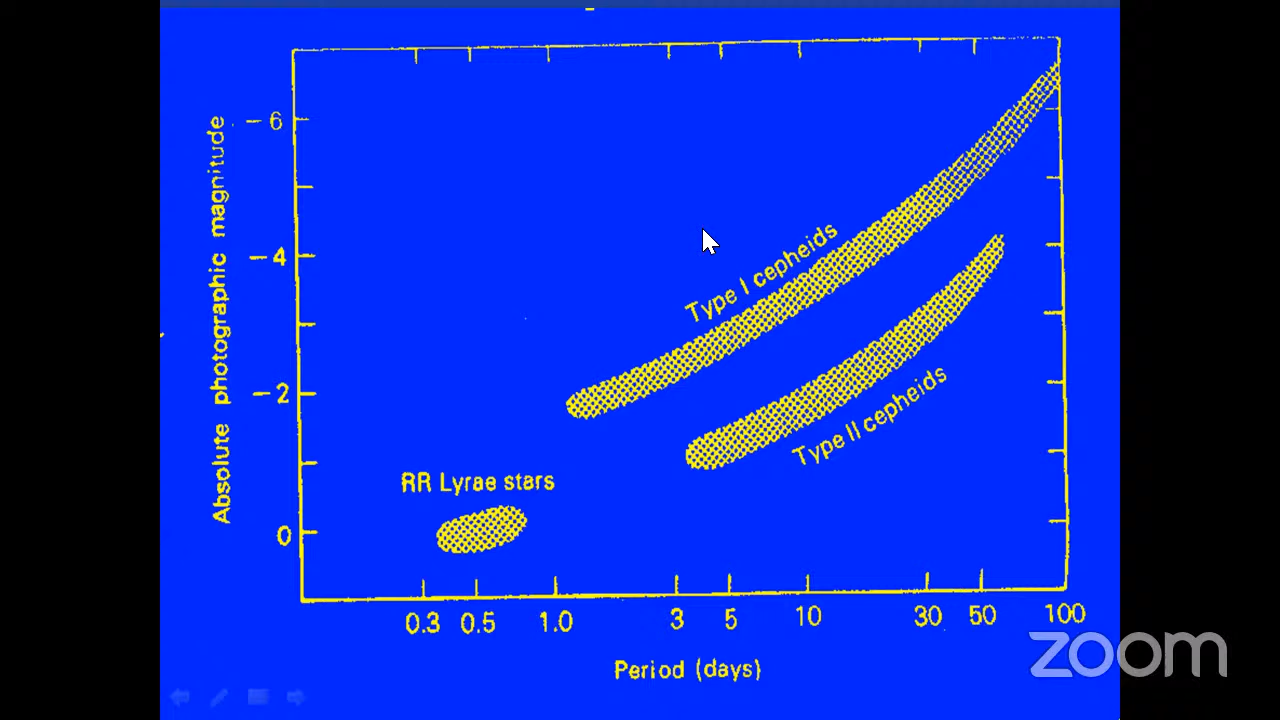 Absolute photographic magnitude
-6
-4
-2
0
Type I cepheids
Type II cepheids
RR Lyrae stars
0.3 0.5 1.0 3 5 10 30 50 100
Period (days)
zoom